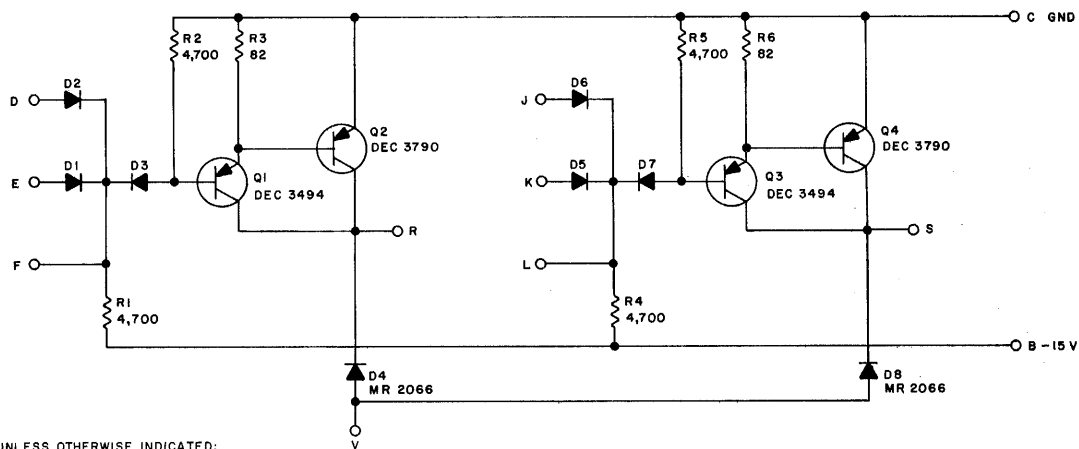 C GND
R2
4,700
R3
82
R5
4,700
R6
82
D2
D
D6
J
Q2
DEC 3790
Q4
DEC 3790
D1
E
D3
Q1
DEC 3494
D5
K
D7
Q3
DEC 3494
R
S
F
L
R1
4,700
R4
4,700
B -15V
D4
MR 2066
D8
MR 2066
V
UNLESS OTHERWISE INDICATED: